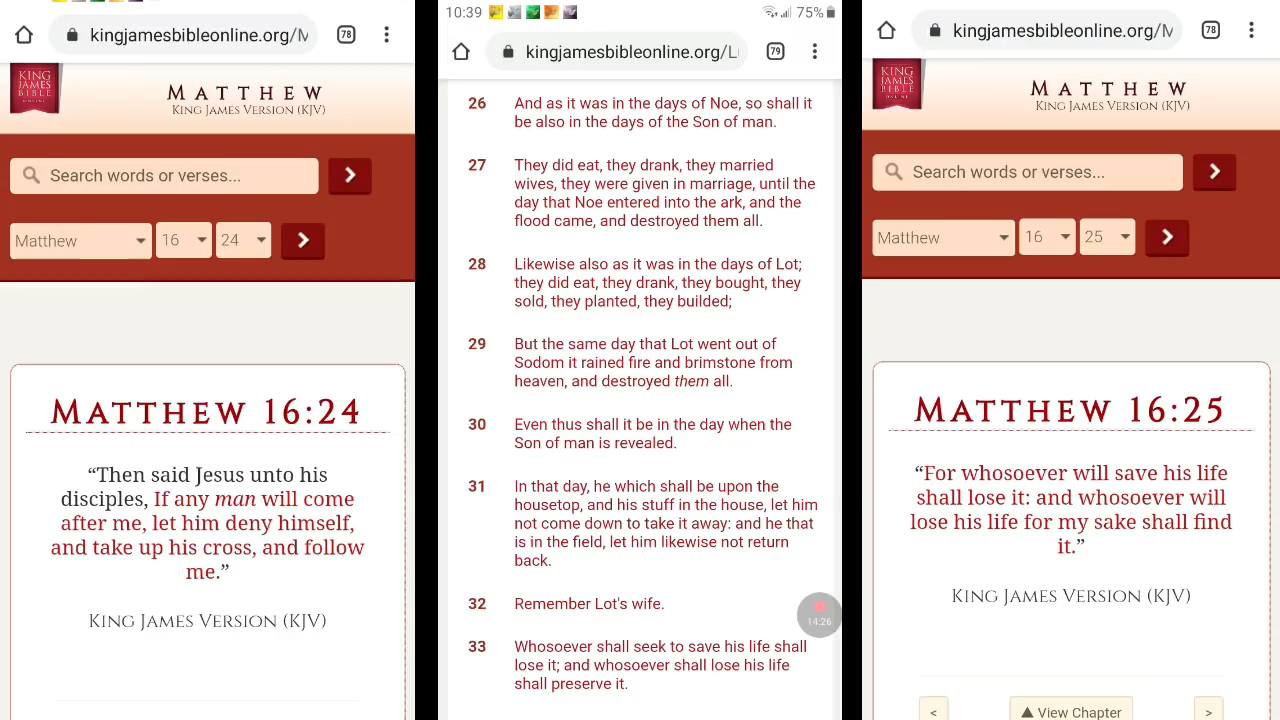 kingjamesbibleonline.org/M
78
KING
JAMES
BIBLE
ONLINE
MATTHEW
KING JAMES VERSION (KJV)
Search words or verses...
Matthew
16
24
MATTHEW 16:24
“Then said Jesus unto his
disciples, If any man will come
after me, let him deny himself,
and take up his cross, and follow
me.”
KING JAMES VERSION (KJV)
10:39
75%
kingjamesbibleonline.org/L
79
26 And as it was in the days of Noe, so shall it
be also in the days of the Son of man.
27 They did eat, they drank, they married
wives, they were given in marriage, until the
day that Noe entered into the ark, and the
flood came, and destroyed them all.
28 Likewise also as it was in the days of Lot;
they did eat, they drank, they bought, they
sold, they planted, they builded;
29 But the same day that Lot went out of
Sodom it rained fire and brimstone from
heaven, and destroyed them all.
30 Even thus shall it be in the day when the
Son of man is revealed.
31 In that day, he which shall be upon the
housetop, and his stuff in the house, let him
not come down to take it away: and he that
is in the field, let him likewise not return
back.
32 Remember Lot's wife.
14:26
33 Whosoever shall seek to save his life shall
lose it; and whosoever shall lose his life
shall preserve it.
kingjamesbibleonline.org/M
78
KING
JAMES
BIBLE
ONLINE
MATTHEW
KING JAMES VERSION (KJV)
Search words or verses...
Matthew
16
25
MATTHEW 16:25
“For whosoever will save his life
shall lose it: and whosoever will
lose his life for my sake shall find
it.”
KING JAMES VERSION (KJV)
<
▲ View Chapter
>